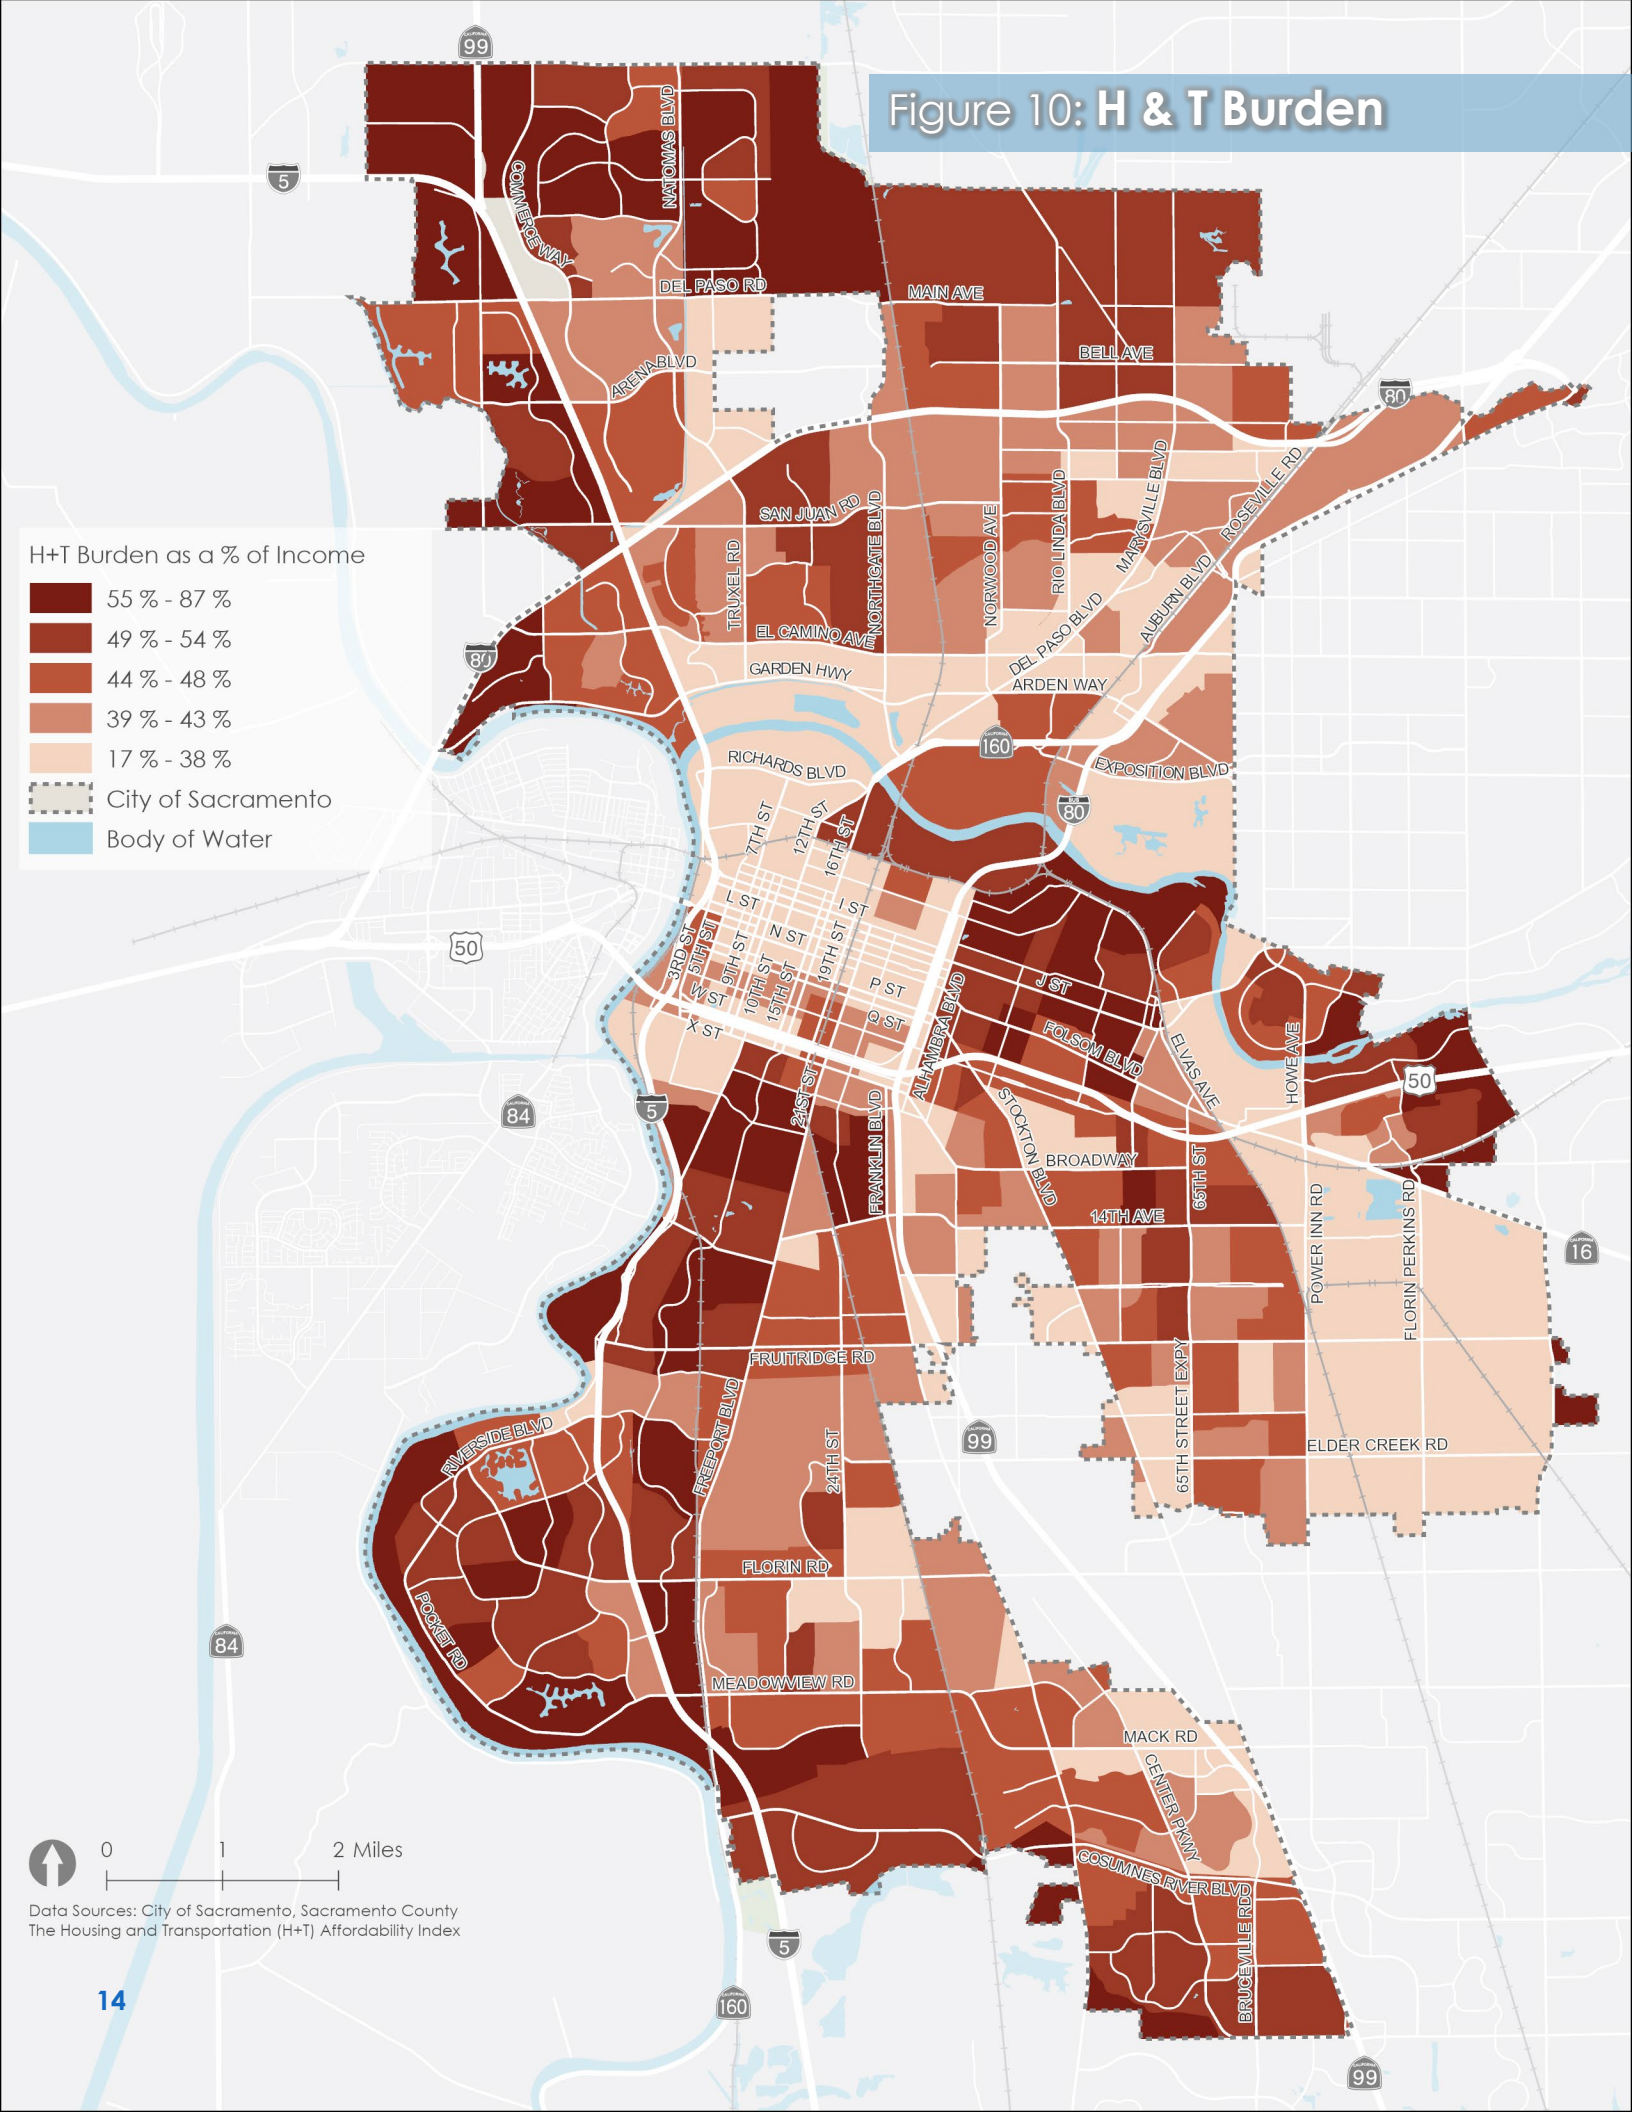 CALIFORNIA
99
Figure 10: H & T Burden
5
COMMERCE WAY
NATOMAS BLVD
DEL PASO RD
MAIN AVE
BELL AVE
ARENA BLVD
80
ROSEVILLE RD
MARYSVILLE BLVD
SAN JUAN RD
NORTHGATE BLVD
NORWOOD AVE
RIO LINDA BLVD
TRUXEL RD
AUBURN BLVD
DEL PASO BLVD
H+T Burden as a % of Income
55 % - 87 %
49 % - 54 %
44 % - 48 %
39 % - 43 %
17 % - 38 %
City of Sacramento
Body of Water
80
EL CAMINO AVE
GARDEN HWY
ARDEN WAY
CALIFORNIA
160
RICHARDS BLVD
EXPOSITION BLVD
BUS
80
7TH ST
12TH ST
16TH ST
L ST
I ST
N ST
3RD ST
5TH ST
9TH ST
10TH ST
15TH ST
19TH ST
P ST
Q ST
W ST
X ST
50
J ST
FOLSOM BLVD
ALHAMBRA BLVD
ELVAS AVE
HOWE AVE
50
CALIFORNIA
84
5
21ST ST
FRANKLIN BLVD
STOCKTON BLVD
BROADWAY
65TH ST
14TH AVE
POWER INN RD
FLORIN PERKINS RD
CALIFORNIA
16
FRUITRIDGE RD
65TH STREET EXPY
FREEPORT BLVD
RIVERSIDE BLVD
24TH ST
CALIFORNIA
99
ELDER CREEK RD
FLORIN RD
POCKET RD
CALIFORNIA
84
MEADOWVIEW RD
MACK RD
CENTER PKWY
COSUMNES RIVER BLVD
BRUCEVILLE RD
0 1 2 Miles
Data Sources: City of Sacramento, Sacramento County
The Housing and Transportation (H+T) Affordability Index
5
14
CALIFORNIA
160
CALIFORNIA
99